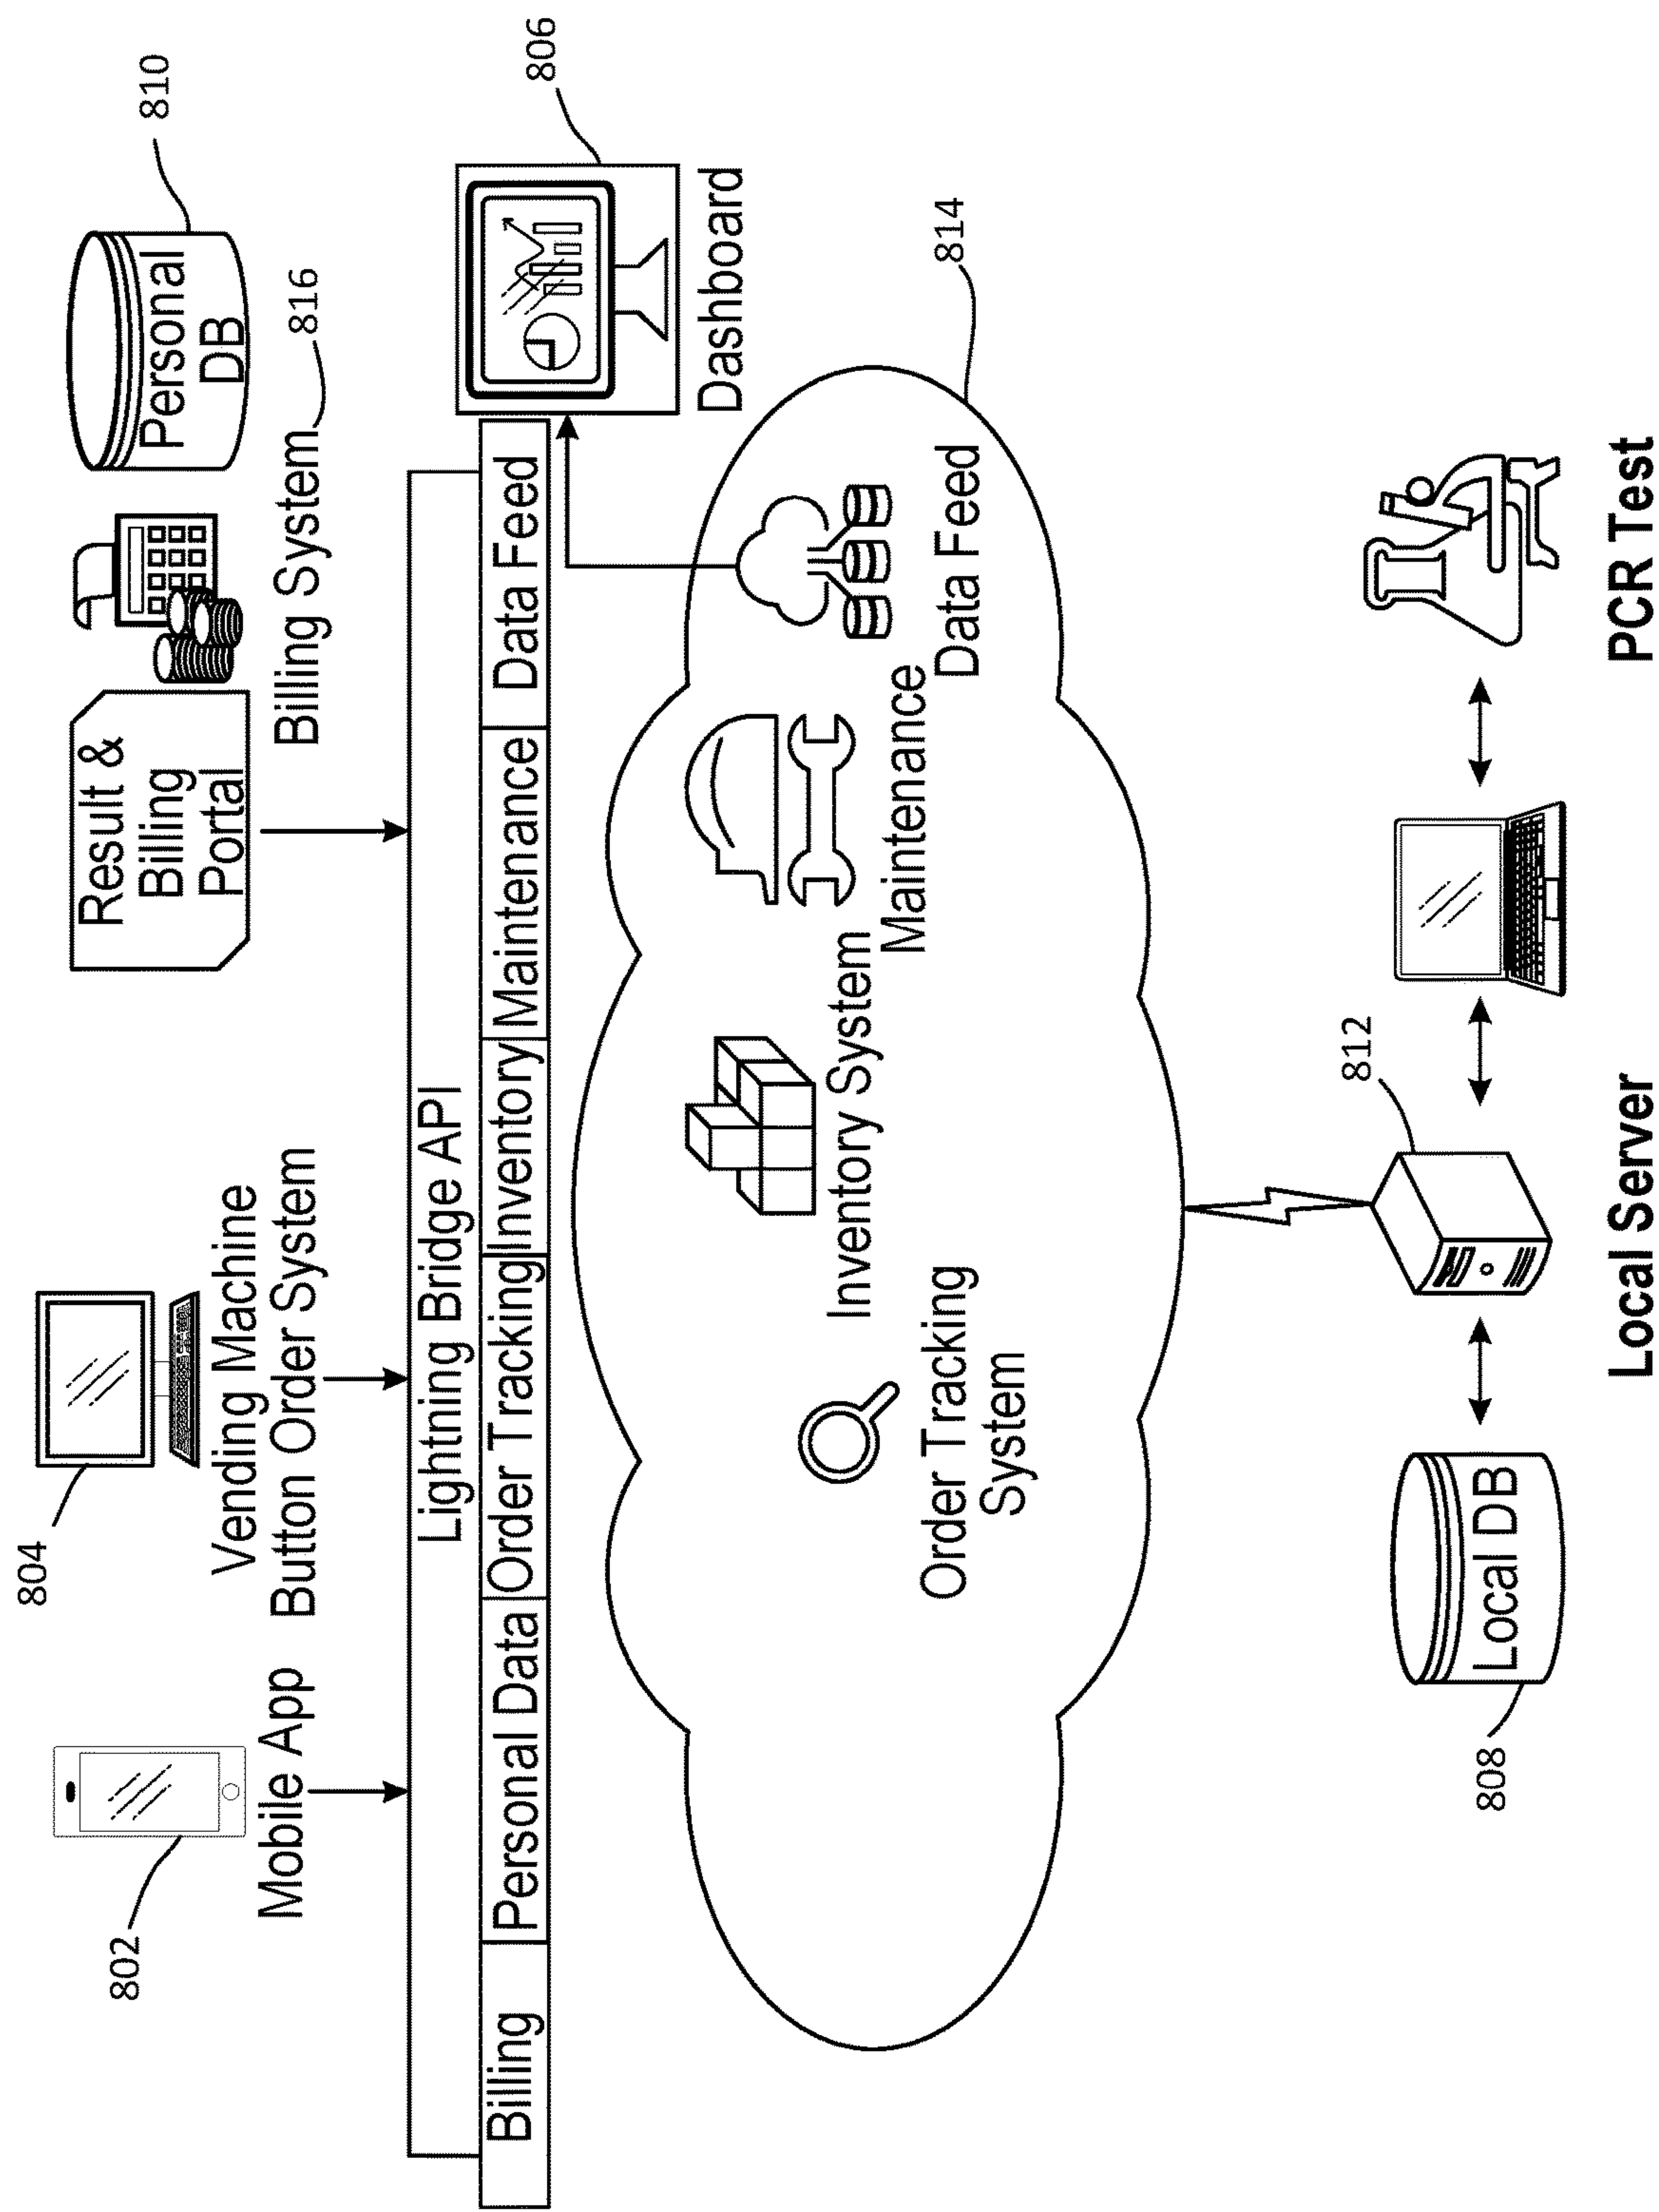 804
810
802
Mobile App
Vending Machine
Button Order System
Result &
Billing
Portal
Billing System
816
Personal
DB
Lightning Bridge API
806
Billing
Personal Data
Order Tracking
Inventory
Maintenance
Data Feed
Dashboard
814
Order Tracking
System
Inventory System
Maintenance
Data Feed
812
808
Local DB
Local Server
PCR Test